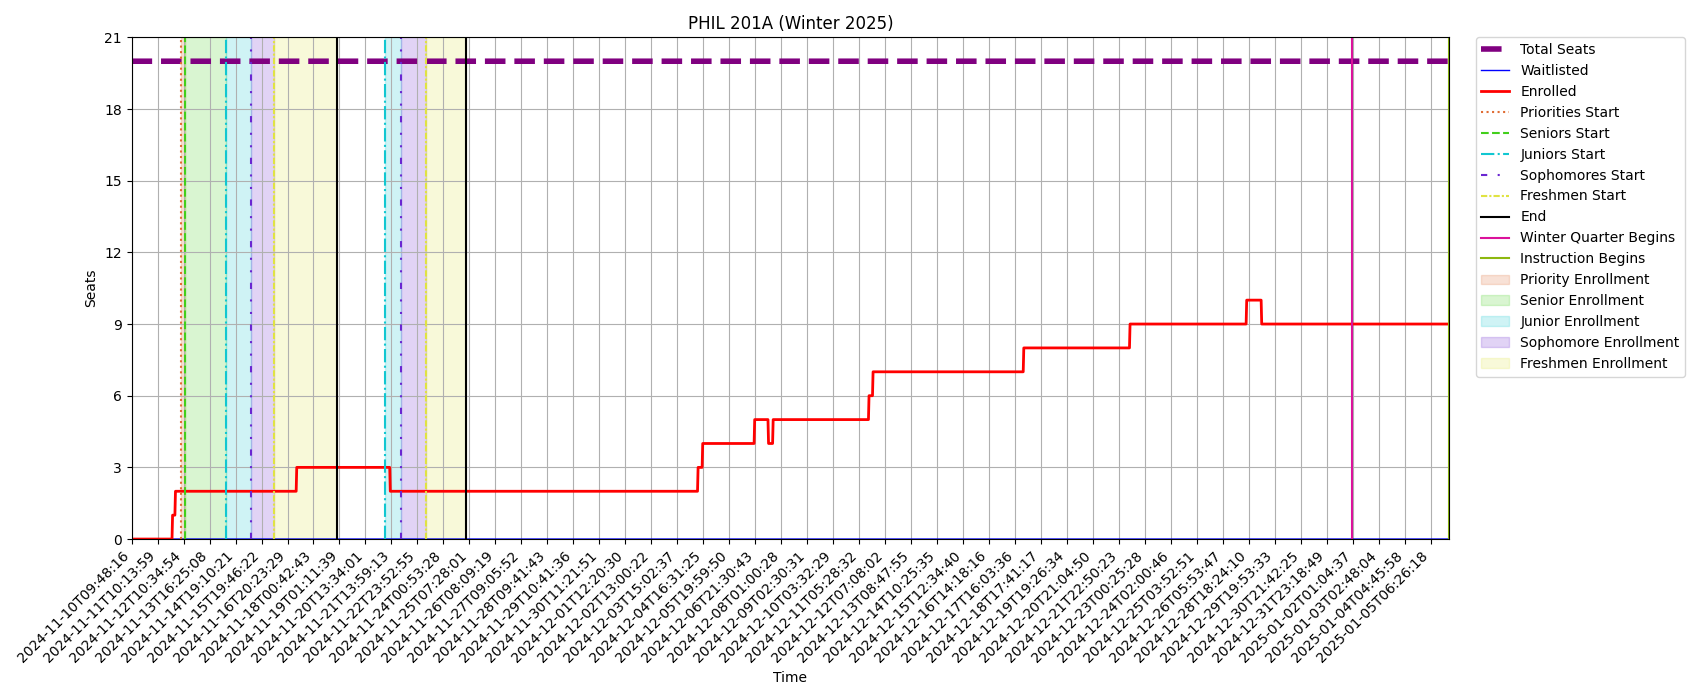 PHIL 201A (Winter 2025)
Seats
21
18
15
12
9
6
3
0
2024-11-10T09:48:16
2024-11-11T10:13:59
2024-11-12T10:34:54
2024-11-13T16:25:08
2024-11-14T19:10:21
2024-11-15T19:46:22
2024-11-16T20:23:29
2024-11-18T00:42:43
2024-11-19T01:11:39
2024-11-20T13:34:01
2024-11-21T13:59:13
2024-11-22T23:52:55
2024-11-24T00:53:28
2024-11-25T07:28:01
2024-11-26T08:09:19
2024-11-27T09:05:52
2024-11-28T09:41:43
2024-11-29T10:41:36
2024-11-30T11:21:51
2024-12-01T12:20:30
2024-12-02T13:00:22
2024-12-03T15:02:37
2024-12-04T16:31:25
2024-12-05T19:59:50
2024-12-06T21:30:43
2024-12-08T01:00:28
2024-12-09T02:30:31
2024-12-10T03:32:29
2024-12-11T05:28:32
2024-12-12T07:08:02
2024-12-13T08:47:55
2024-12-14T10:25:35
2024-12-15T12:34:40
2024-12-16T14:18:16
2024-12-17T16:03:36
2024-12-18T17:41:17
2024-12-19T19:26:34
2024-12-20T21:04:50
2024-12-21T22:50:23
2024-12-23T00:25:28
2024-12-24T02:00:46
2024-12-25T03:52:51
2024-12-26T05:53:47
2024-12-28T18:24:10
2024-12-29T19:53:33
2024-12-30T21:42:25
2024-12-31T23:18:49
2025-01-02T01:04:37
2025-01-03T02:48:04
2025-01-04T04:45:58
2025-01-05T06:26:18
Time
Total Seats
Waitlisted
Enrolled
Priorities Start
Seniors Start
Juniors Start
Sophomores Start
Freshmen Start
End
Winter Quarter Begins
Instruction Begins
Priority Enrollment
Senior Enrollment
Junior Enrollment
Sophomore Enrollment
Freshmen Enrollment